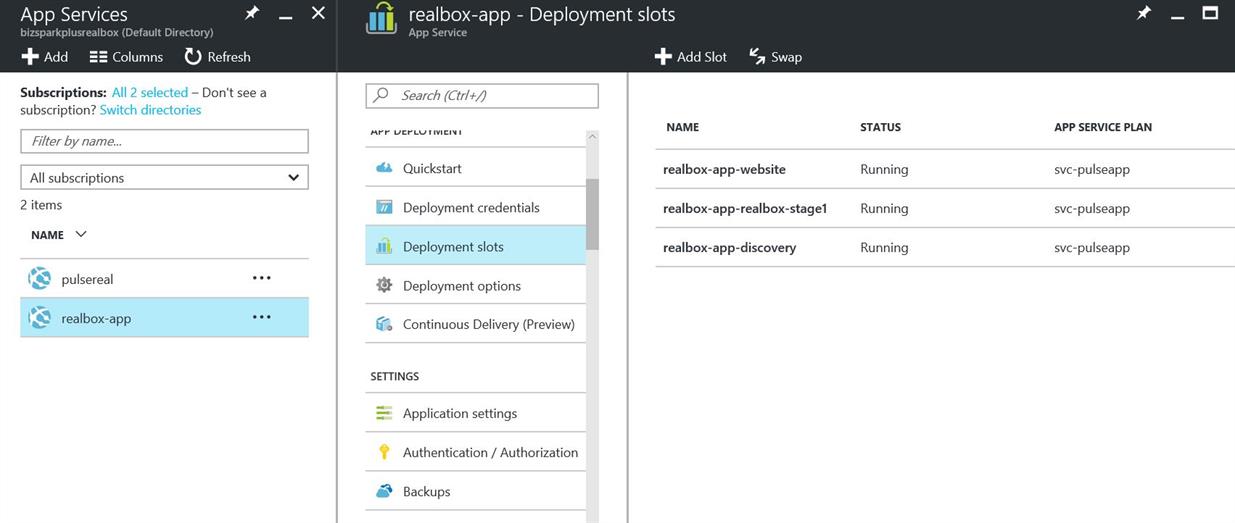 App Services
bizsparkplusrealbox (Default Directory)
Add Columns Refresh
Subscriptions: All 2 selected – Don't see a
subscription? Switch directories
Filter by name...
All subscriptions
2 items
NAME
pulsereal
realbox-app
realbox-app - Deployment slots
App Service
Search (Ctrl+/)
APP DEPLOYMENT
Quickstart
Deployment credentials
Deployment slots
Deployment options
Continuous Delivery (Preview)
SETTINGS
Application settings
Authentication / Authorization
Backups
Add Slot Swap
NAME STATUS APP SERVICE PLAN
realbox-app-website Running svc-pulseapp
realbox-app-realbox-stage1 Running svc-pulseapp
realbox-app-discovery Running svc-pulseapp